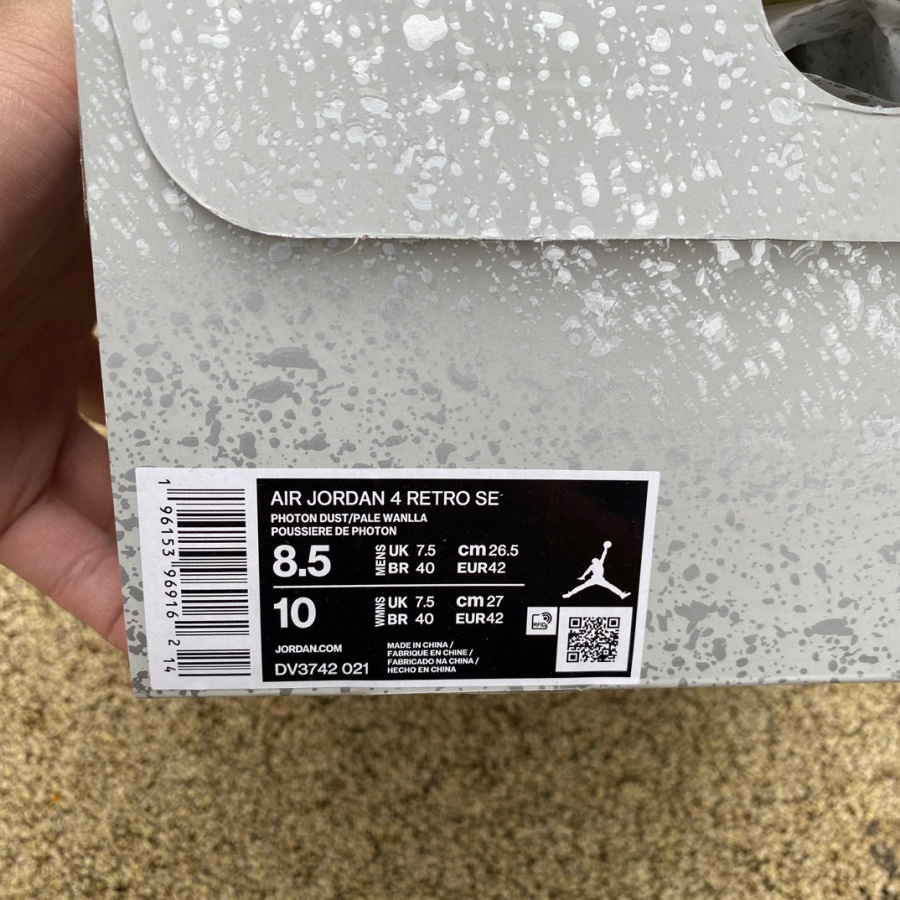 AIR JORDAN 4 RETRO SE
PHOTON DUST/PALE WANLLA
POUSSIERE DE PHOTON
8.5 MENS UK 7.5 cm 26.5
BR 40 EUR42
10 WMNS UK 7.5 cm 27
BR 40 EUR42
JORDAN.COM
DV3742 021
MADE IN CHINA /
FABRIQUE EN CHINE /
FABRICADO NA CHINA /
HECHO EN CHINA
RFID
1 96153 96916 2 14